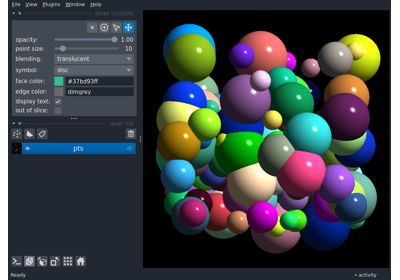 File View Plugins Window Help
layer controls
opacity: 1.00
point size: 10
blending: translucent
symbol: disc
face color: #37bd93ff
edge color: dimgrey
display text:
out of slice:
layer list
pts
Ready
activity